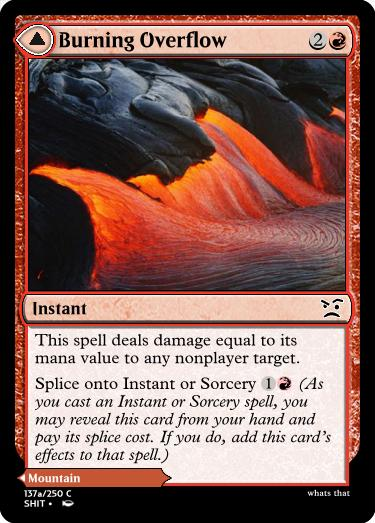 Burning Overflow 2
Instant
This spell deals damage equal to its
mana value to any nonplayer target.
Splice onto Instant or Sorcery 1 (As
you cast an Instant or Sorcery spell, you
may reveal this card from your hand and
pay its splice cost. If you do, add this card's
effects to that spell.)
Mountain
137a/250 C
SHIT •
whats that